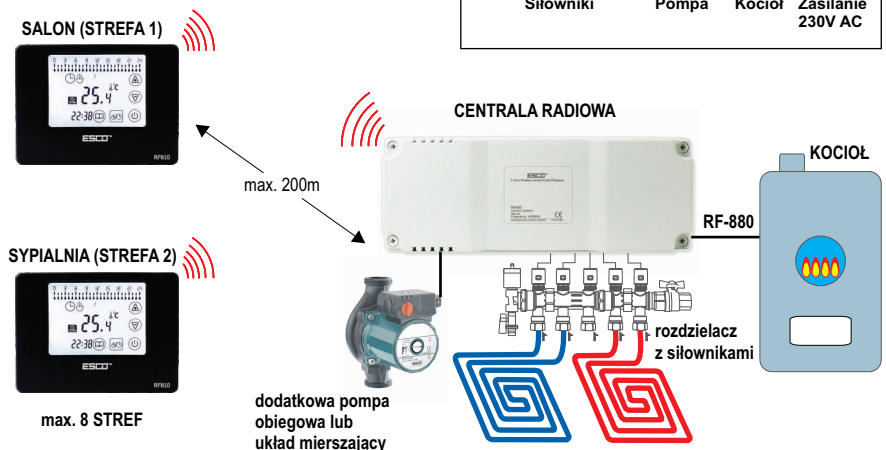 Siłowniki Pompa Kocioł Zasilanie
230V AC
SALON (STREFA 1)
25.4 °C
22:38
ESCO
RF810
max. 200m
CENTRALA RADIOWA
ESCO
RF-880
KOCIOŁ
SYPIALNIA (STREFA 2)
25.4 °C
22:38
ESCO
RF810
max. 8 STREF
rozdzielacz
z siłownikami
dodatkowa pompa
obiegowa lub
układ mierszający